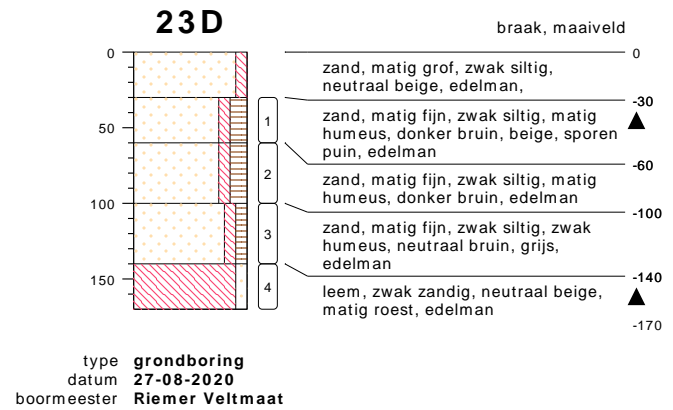 23D
braak, maaiveld
0
0
zand, matig grof, zwak siltig,
neutraal beige, edelman,
-30
1
50
zand, matig fijn, zwak siltig, matig
humeus, donker bruin, beige, sporen
puin, edelman
-60
2
zand, matig fijn, zwak siltig, matig
humeus, donker bruin, edelman
100
-100
3
zand, matig fijn, zwak siltig, zwak
humeus, neutraal bruin, grijs,
edelman
-140
150
4
leem, zwak zandig, neutraal beige,
matig roest, edelman
-170
type grondboring
datum 27-08-2020
boormeester Riemer Veltmaat